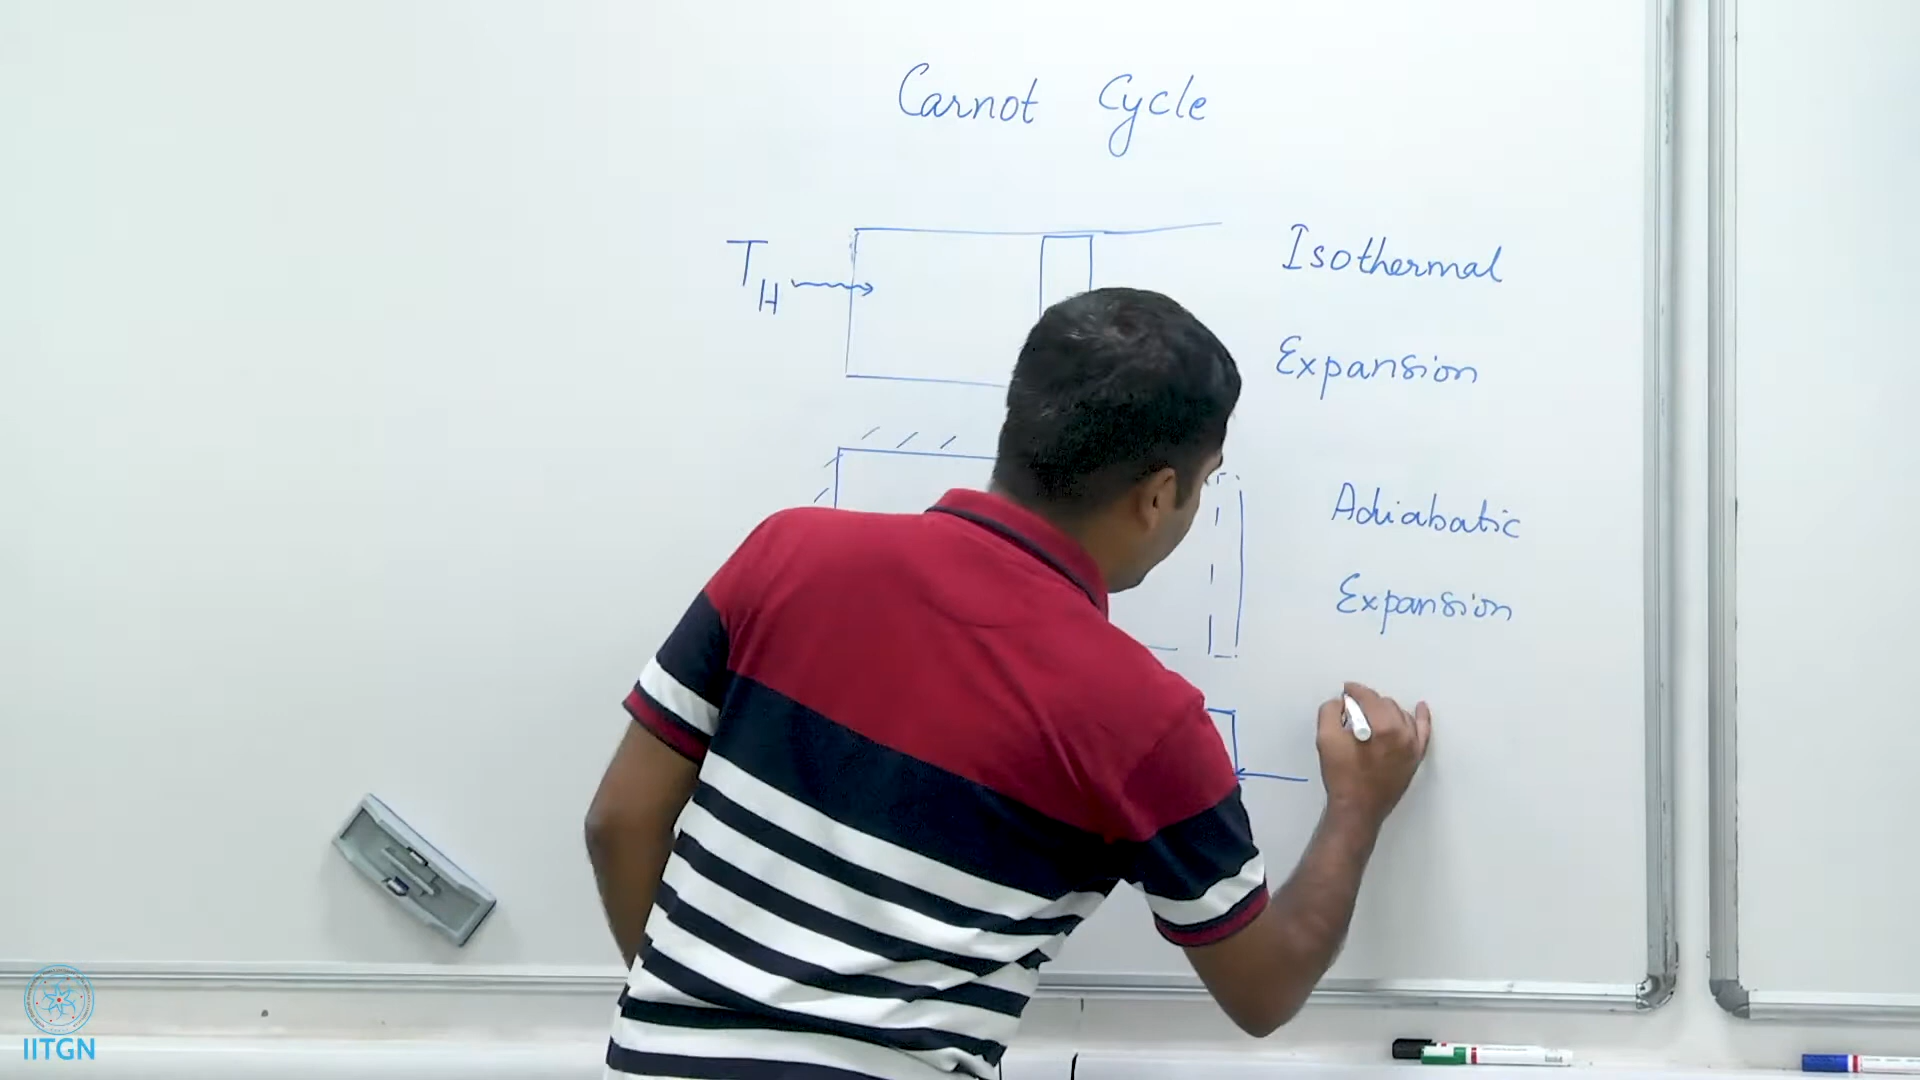 Carnot Cycle
T_H
Isothermal
Expansion
Adiabatic
Expansion
IITGN